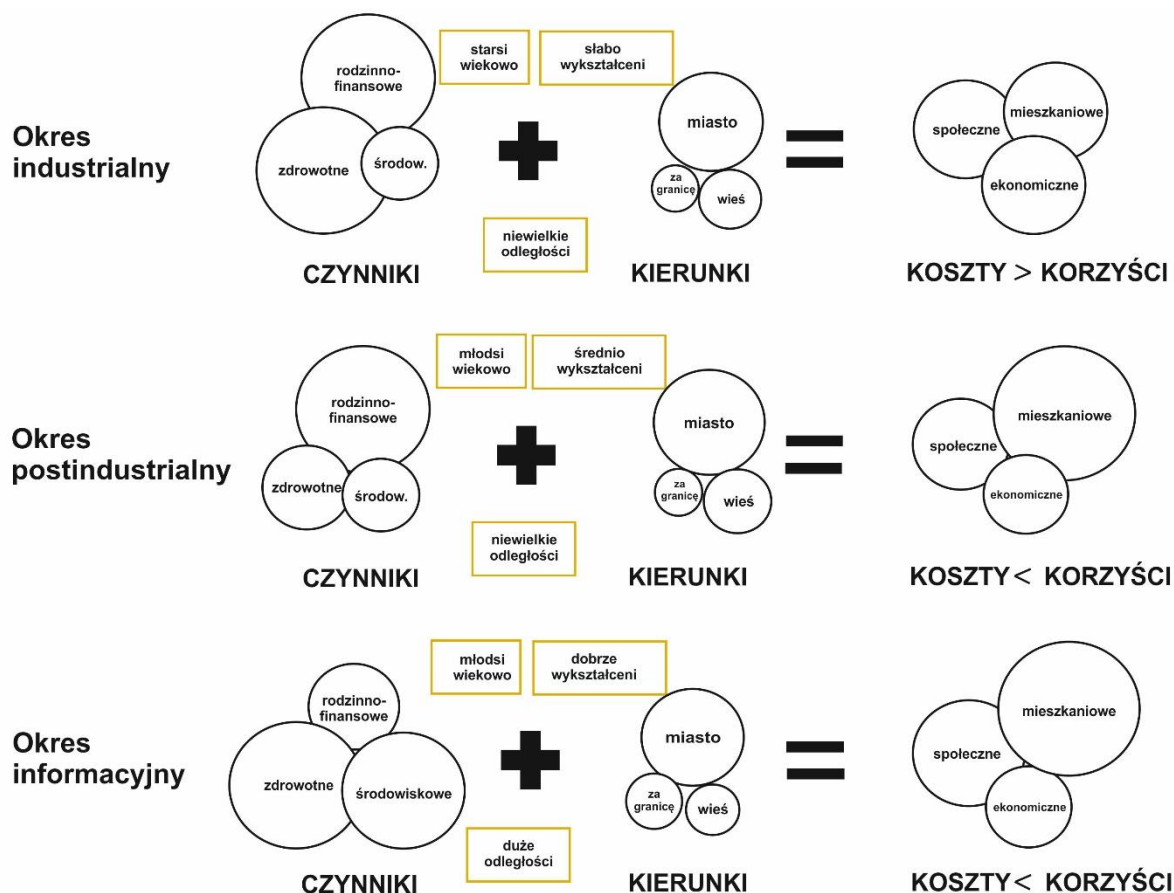 Okres
industrialny
rodzinno-
finansowe
zdrowotne
środow.
CZYNNIKI
starsi
wiekowo
słabo
wykształceni
niewielkie
odległości
miasto
za
granicę
wieś
KIERUNKI
społeczne
mieszkaniowe
ekonomiczne
KOSZTY > KORZYŚCI
Okres
postindustrialny
rodzinno-
finansowe
zdrowotne
środow.
CZYNNIKI
młodsi
wiekowo
średnio
wykształceni
niewielkie
odległości
miasto
za
granicę
wieś
KIERUNKI
społeczne
mieszkaniowe
ekonomiczne
KOSZTY < KORZYŚCI
Okres
informacyjny
rodzinno-
finansowe
zdrowotne
środowiskowe
CZYNNIKI
młodsi
wiekowo
dobrze
wykształceni
duże
odległości
miasto
za
granicę
wieś
KIERUNKI
społeczne
mieszkaniowe
ekonomiczne
KOSZTY < KORZYŚCI